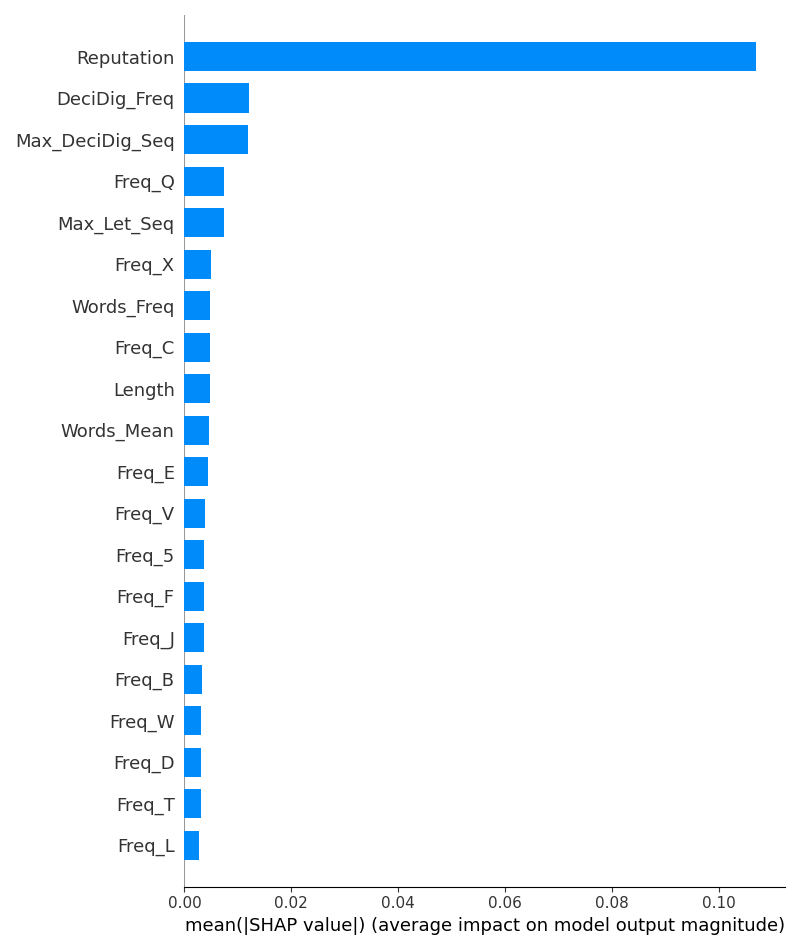 Reputation
DeciDig_Freq
Max_DeciDig_Seq
Freq_Q
Max_Let_Seq
Freq_X
Words_Freq
Freq_C
Length
Words_Mean
Freq_E
Freq_V
Freq_5
Freq_F
Freq_J
Freq_B
Freq_W
Freq_D
Freq_T
Freq_L
0.00 0.02 0.04 0.06 0.08 0.10
mean(|SHAP value|) (average impact on model output magnitude)